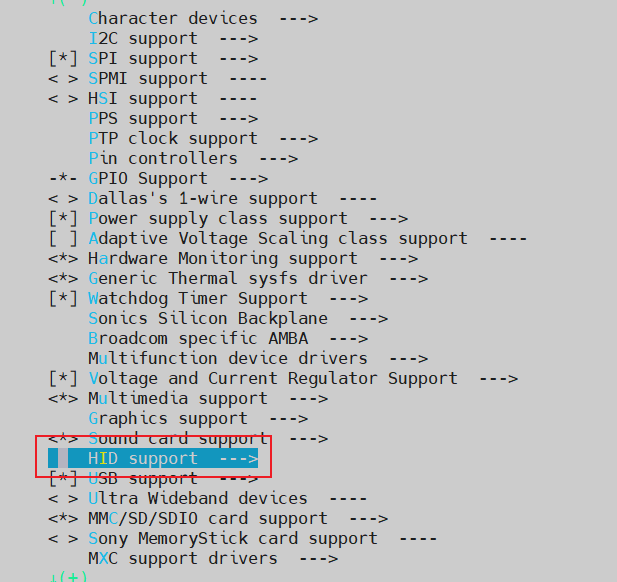 ↑(-)
Character devices  --->
I2C support  --->
[*] SPI support  --->
< > SPMI support  ----
< > HSI support  ----
PPS support  --->
PTP clock support  --->
Pin controllers  --->
-*- GPIO Support  --->
< > Dallas's 1-wire support  ----
[*] Power supply class support  --->
[ ] Adaptive Voltage Scaling class support  ----
<*> Hardware Monitoring support  --->
<*> Generic Thermal sysfs driver  --->
[*] Watchdog Timer Support  --->
Sonics Silicon Backplane  --->
Broadcom specific AMBA  --->
Multifunction device drivers  --->
[*] Voltage and Current Regulator Support  --->
<*> Multimedia support  --->
Graphics support  --->
<*> Sound card support  --->
HID support  --->
[*] USB support  --->
< > Ultra Wideband devices  ----
<*> MMC/SD/SDIO card support  --->
< > Sony MemoryStick card support  ----
MXC support drivers  --->
↓(+)